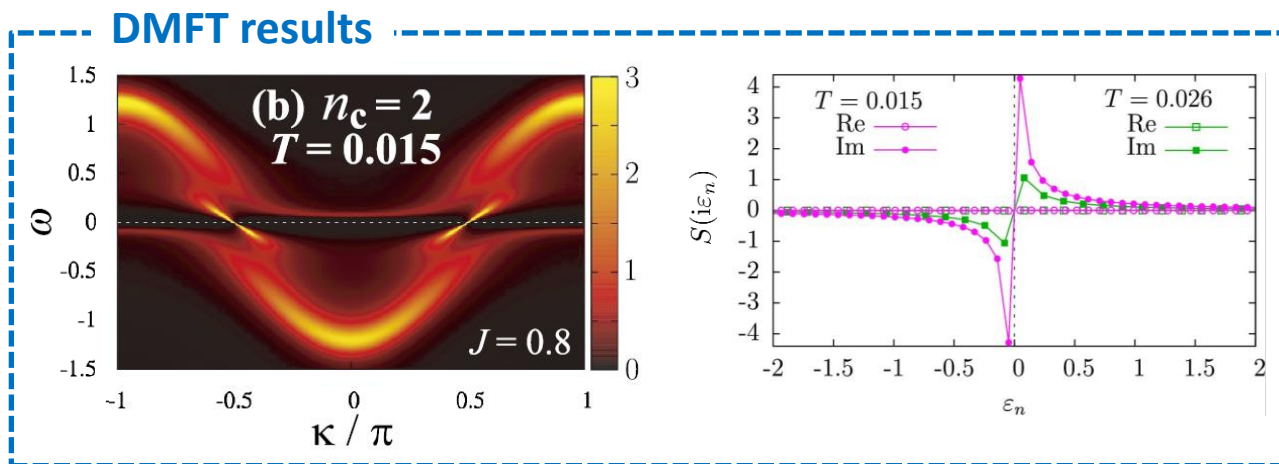 DMFT results
(b) n_c = 2
T = 0.015
J = 0.8
ω
1.5
1
0.5
0
-0.5
-1
-1.5
-1 -0.5 0 0.5 1
κ / π
3
2
1
0
S(iε_n)
4
3
2
1
0
-1
-2
-3
-4
T = 0.015 T = 0.026
Re Re
Im Im
-2 -1.5 -1 -0.5 0 0.5 1 1.5 2
ε_n